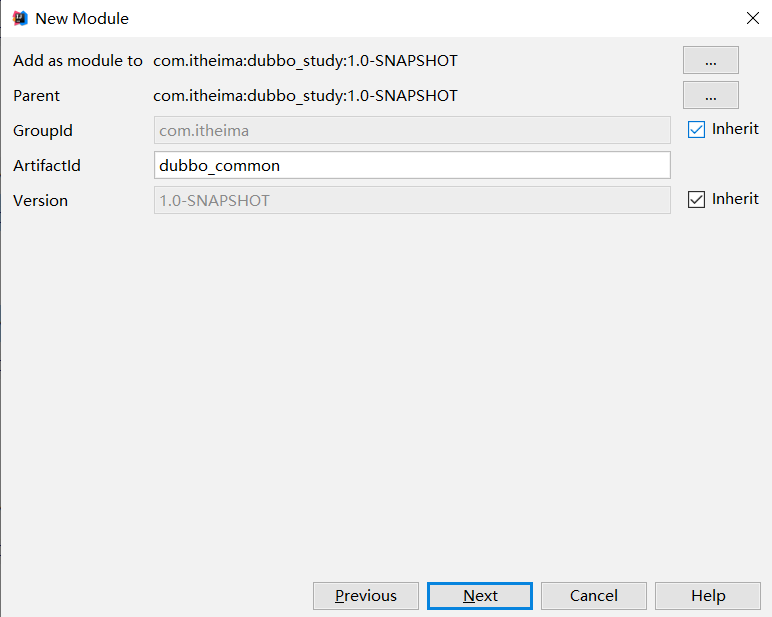 New Module
Add as module to com.itheima:dubbo_study:1.0-SNAPSHOT ...
Parent com.itheima:dubbo_study:1.0-SNAPSHOT ...
GroupId com.itheima Inherit
ArtifactId dubbo_common
Version 1.0-SNAPSHOT Inherit
Previous Next Cancel Help